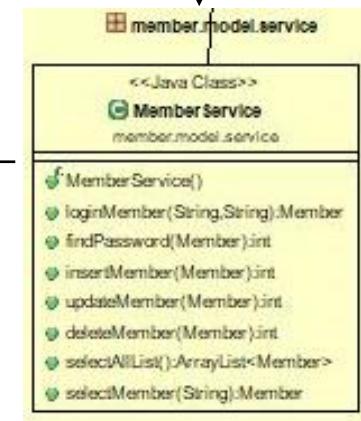 member.model.service
<<Java Class>>
MemberService
member.model.service
MemberService()
loginMember(String,String):Member
findPassword(Member):int
insertMember(Member):int
updateMember(Member):int
deleteMember(Member):int
selectAllList():ArrayList<Member>
selectMember(String):Member